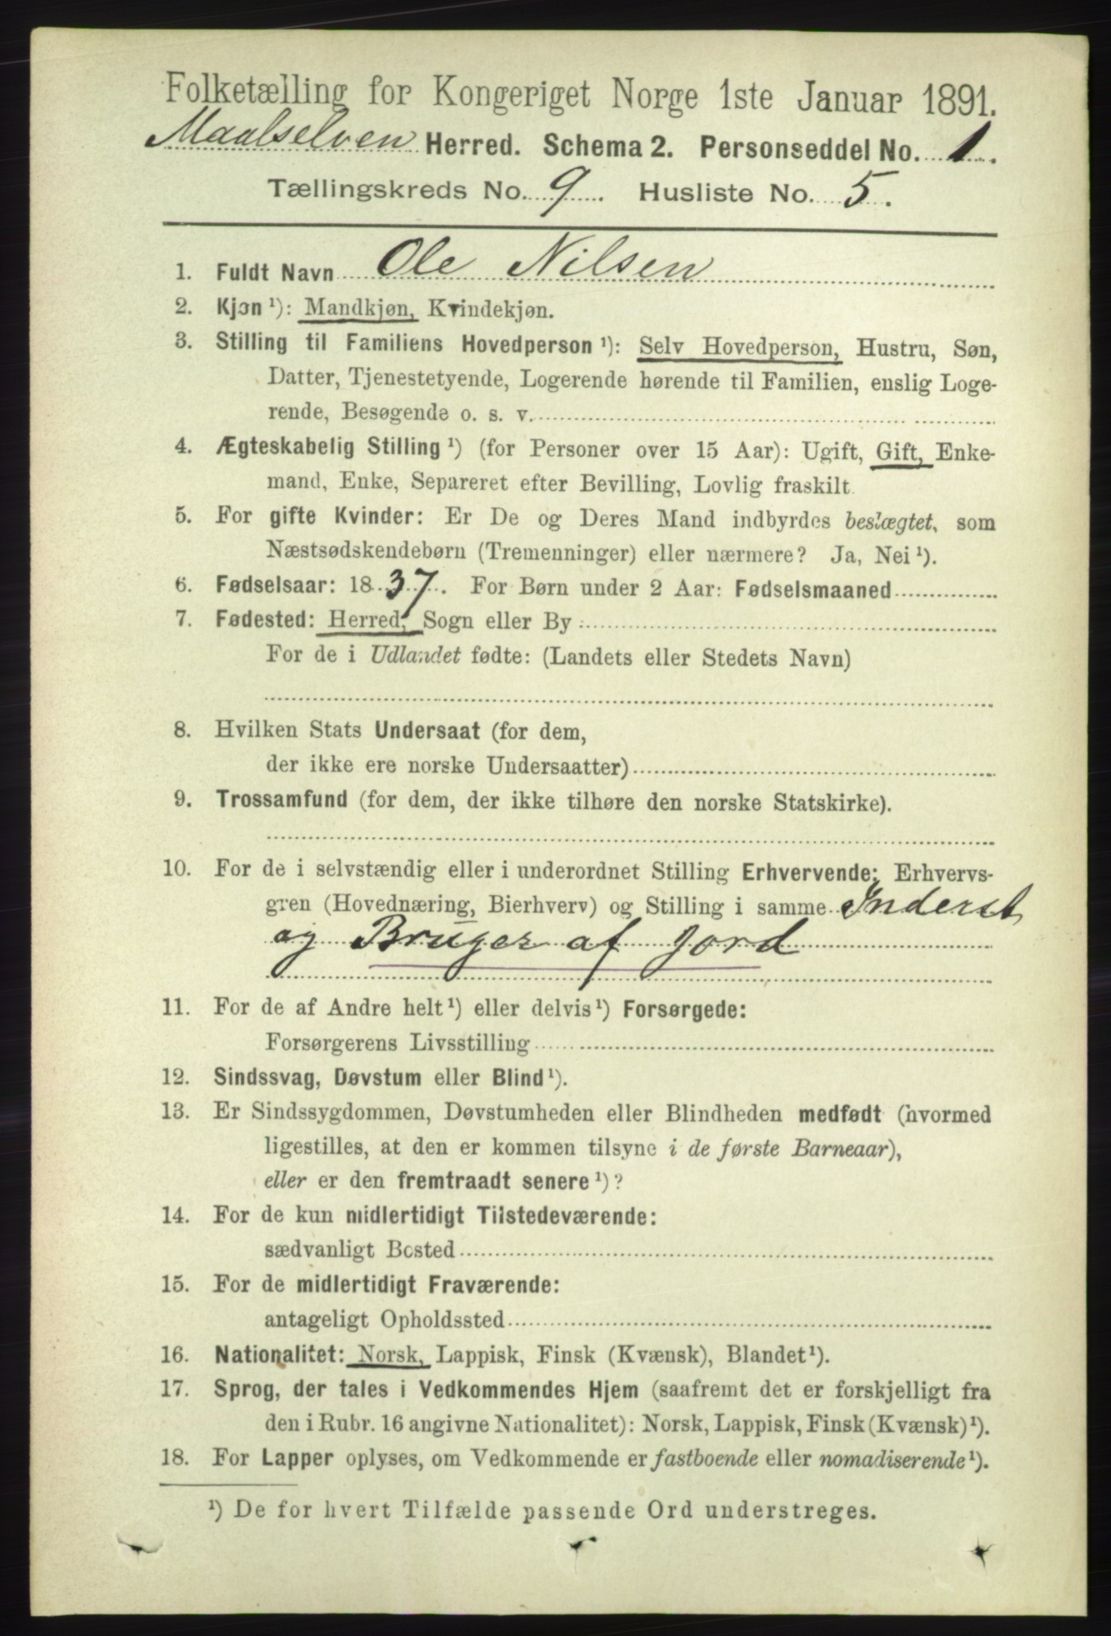 Folketælling for Kongeriget Norge 1ste Januar 1891.
Maalselven Herred. Schema 2. Personseddel No. 1.
Tællingskreds No. 9. Husliste No. 5.
1. Fuldt Navn Ole Nilsen
2. Kjøn ¹): Mandkjøn, Kvindekjøn.
3. Stilling til Familiens Hovedperson ¹): Selv Hovedperson, Hustru, Søn,
Datter, Tjenestetyende, Logerende hørende til Familien, enslig Loge-
rende, Besøgende o. s. v.
4. Ægteskabelig Stilling ¹) (for Personer over 15 Aar): Ugift, Gift, Enke-
mand, Enke, Separeret efter Bevilling, Lovlig fraskilt.
5. For gifte Kvinder: Er De og Deres Mand indbyrdes beslægtet, som
Næstsødskendebørn (Tremenninger) eller nærmere? Ja, Nei ¹).
6. Fødselsaar: 1837. For Børn under 2 Aar: Fødselsmaaned
7. Fødested: Herred, Sogn eller By
For de i Udlandet fødte: (Landets eller Stedets Navn)
8. Hvilken Stats Undersaat (for dem,
der ikke ere norske Undersaatter)
9. Trossamfund (for dem, der ikke tilhøre den norske Statskirke).
10. For de i selvstændig eller i underordnet Stilling Erhvervende: Erhvervs-
gren (Hovednæring, Bierhverv) og Stilling i samme Inderst
og Bruger af Jord
11. For de af Andre helt ¹) eller delvis ¹) Forsørgede:
Forsørgerens Livsstilling
12. Sindssvag, Døvstum eller Blind ¹).
13. Er Sindssygdommen, Døvstumheden eller Blindheden medfødt (hvormed
ligestilles, at den er kommen tilsyne i de første Barneaar),
eller er den fremtraadt senere ¹)?
14. For de kun midlertidigt Tilstedeværende:
sædvanligt Bosted
15. For de midlertidigt Fraværende:
antageligt Opholdssted
16. Nationalitet: Norsk, Lappisk, Finsk (Kvænsk), Blandet ¹).
17. Sprog, der tales i Vedkommendes Hjem (saafremt det er forskjelligt fra
den i Rubr. 16 angivne Nationalitet): Norsk, Lappisk, Finsk (Kvænsk) ¹).
18. For Lapper oplyses, om Vedkommende er fastboende eller nomadiserende ¹).
¹) De for hvert Tilfælde passende Ord understreges.